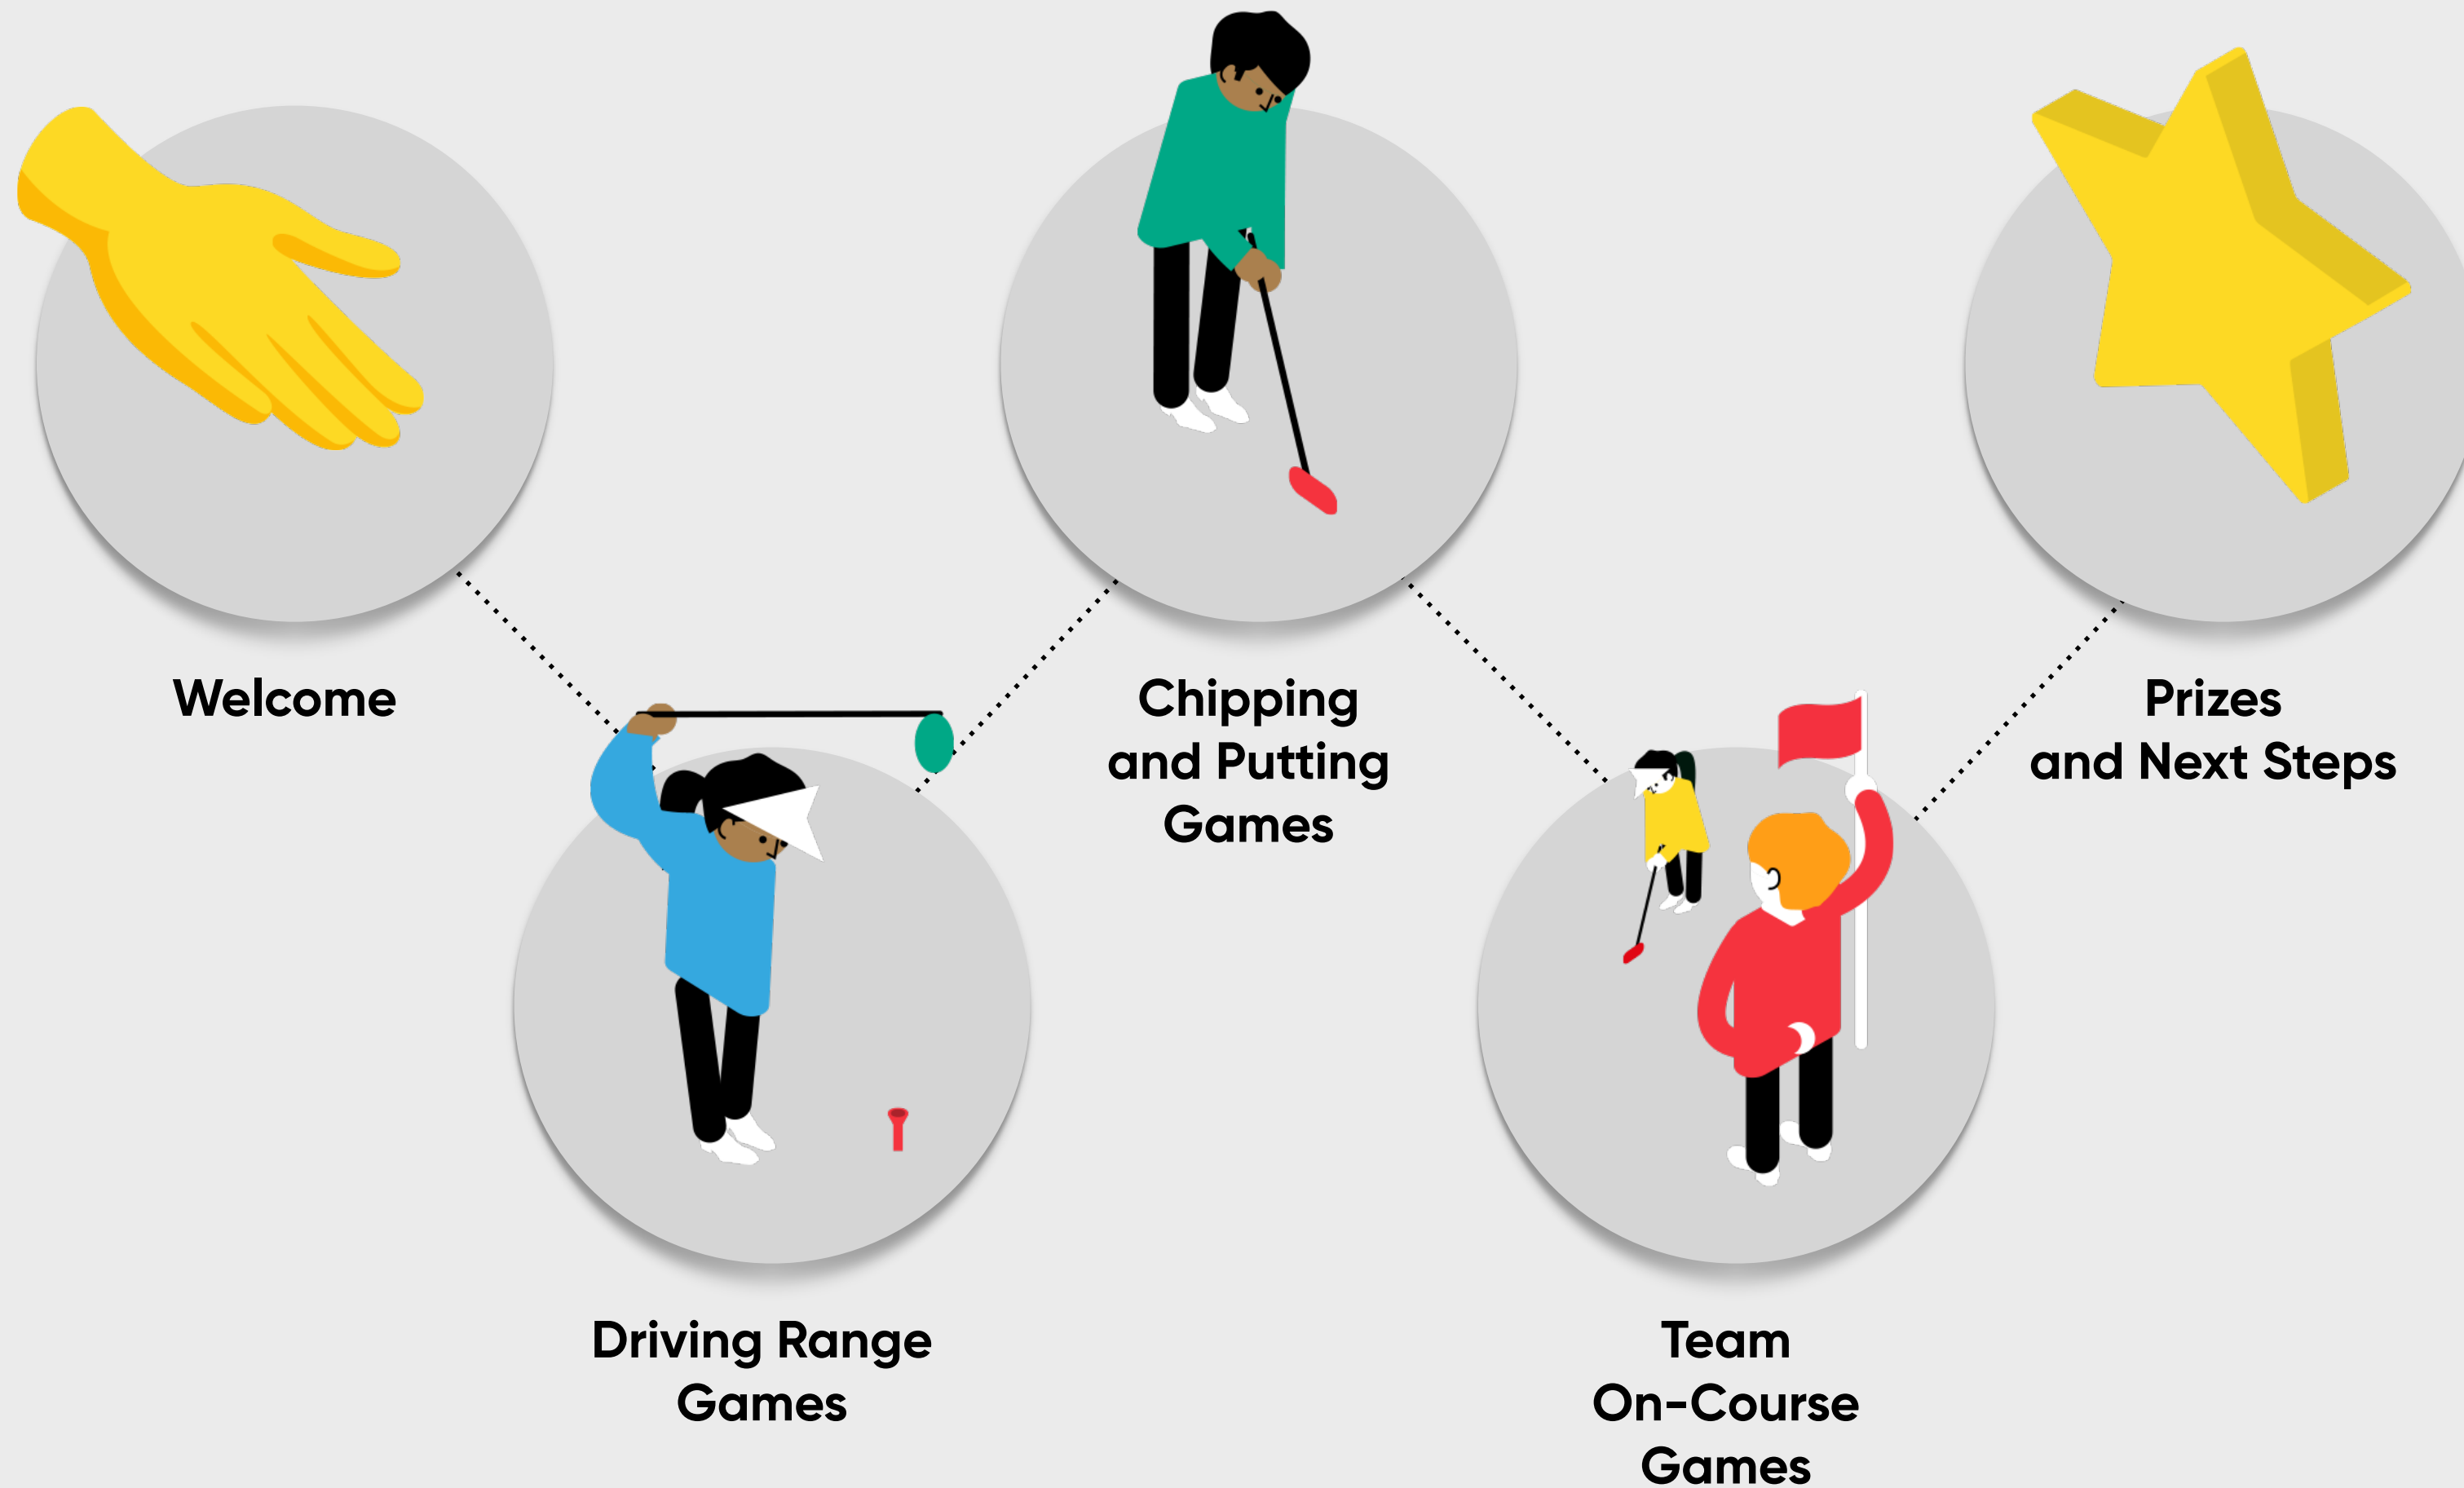 Welcome
Driving Range
Games
Chipping
and Putting
Games
Team
On-Course
Games
Prizes
and Next Steps